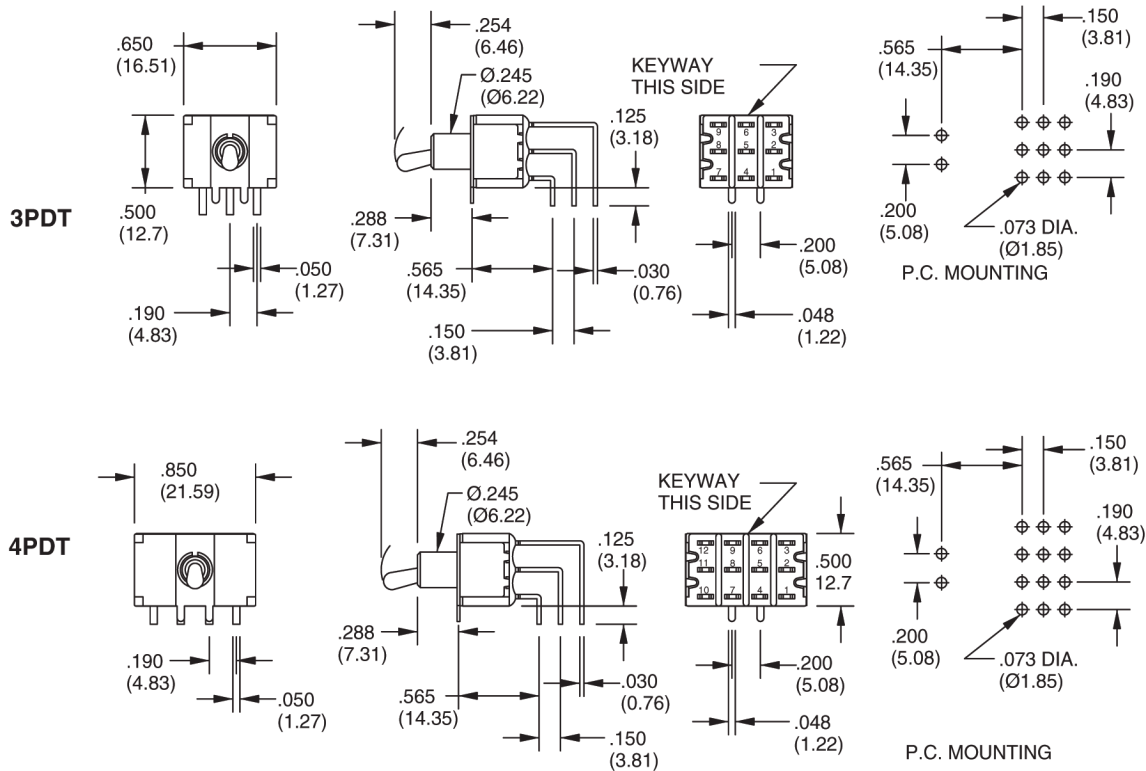 3PDT
.650
(16.51)
.500
(12.7)
.050
(1.27)
.190
(4.83)
.254
(6.46)
Ø.245
(Ø6.22)
.125
(3.18)
.288
(7.31)
.565
(14.35)
.030
(0.76)
.150
(3.81)
KEYWAY
THIS SIDE
9 6 3
8 5 2
7 4 1
.200
(5.08)
.048
(1.22)
.565
(14.35)
.150
(3.81)
.190
(4.83)
.200
(5.08)
.073 DIA.
(Ø1.85)
P.C. MOUNTING
4PDT
.850
(21.59)
.190
(4.83)
.050
(1.27)
.254
(6.46)
Ø.245
(Ø6.22)
.125
(3.18)
.288
(7.31)
.565
(14.35)
.030
(0.76)
.150
(3.81)
KEYWAY
THIS SIDE
12 9 6 3
11 8 5 2
10 7 4 1
.500
12.7
.200
(5.08)
.048
(1.22)
.565
(14.35)
.150
(3.81)
.190
(4.83)
.200
(5.08)
.073 DIA.
(Ø1.85)
P.C. MOUNTING